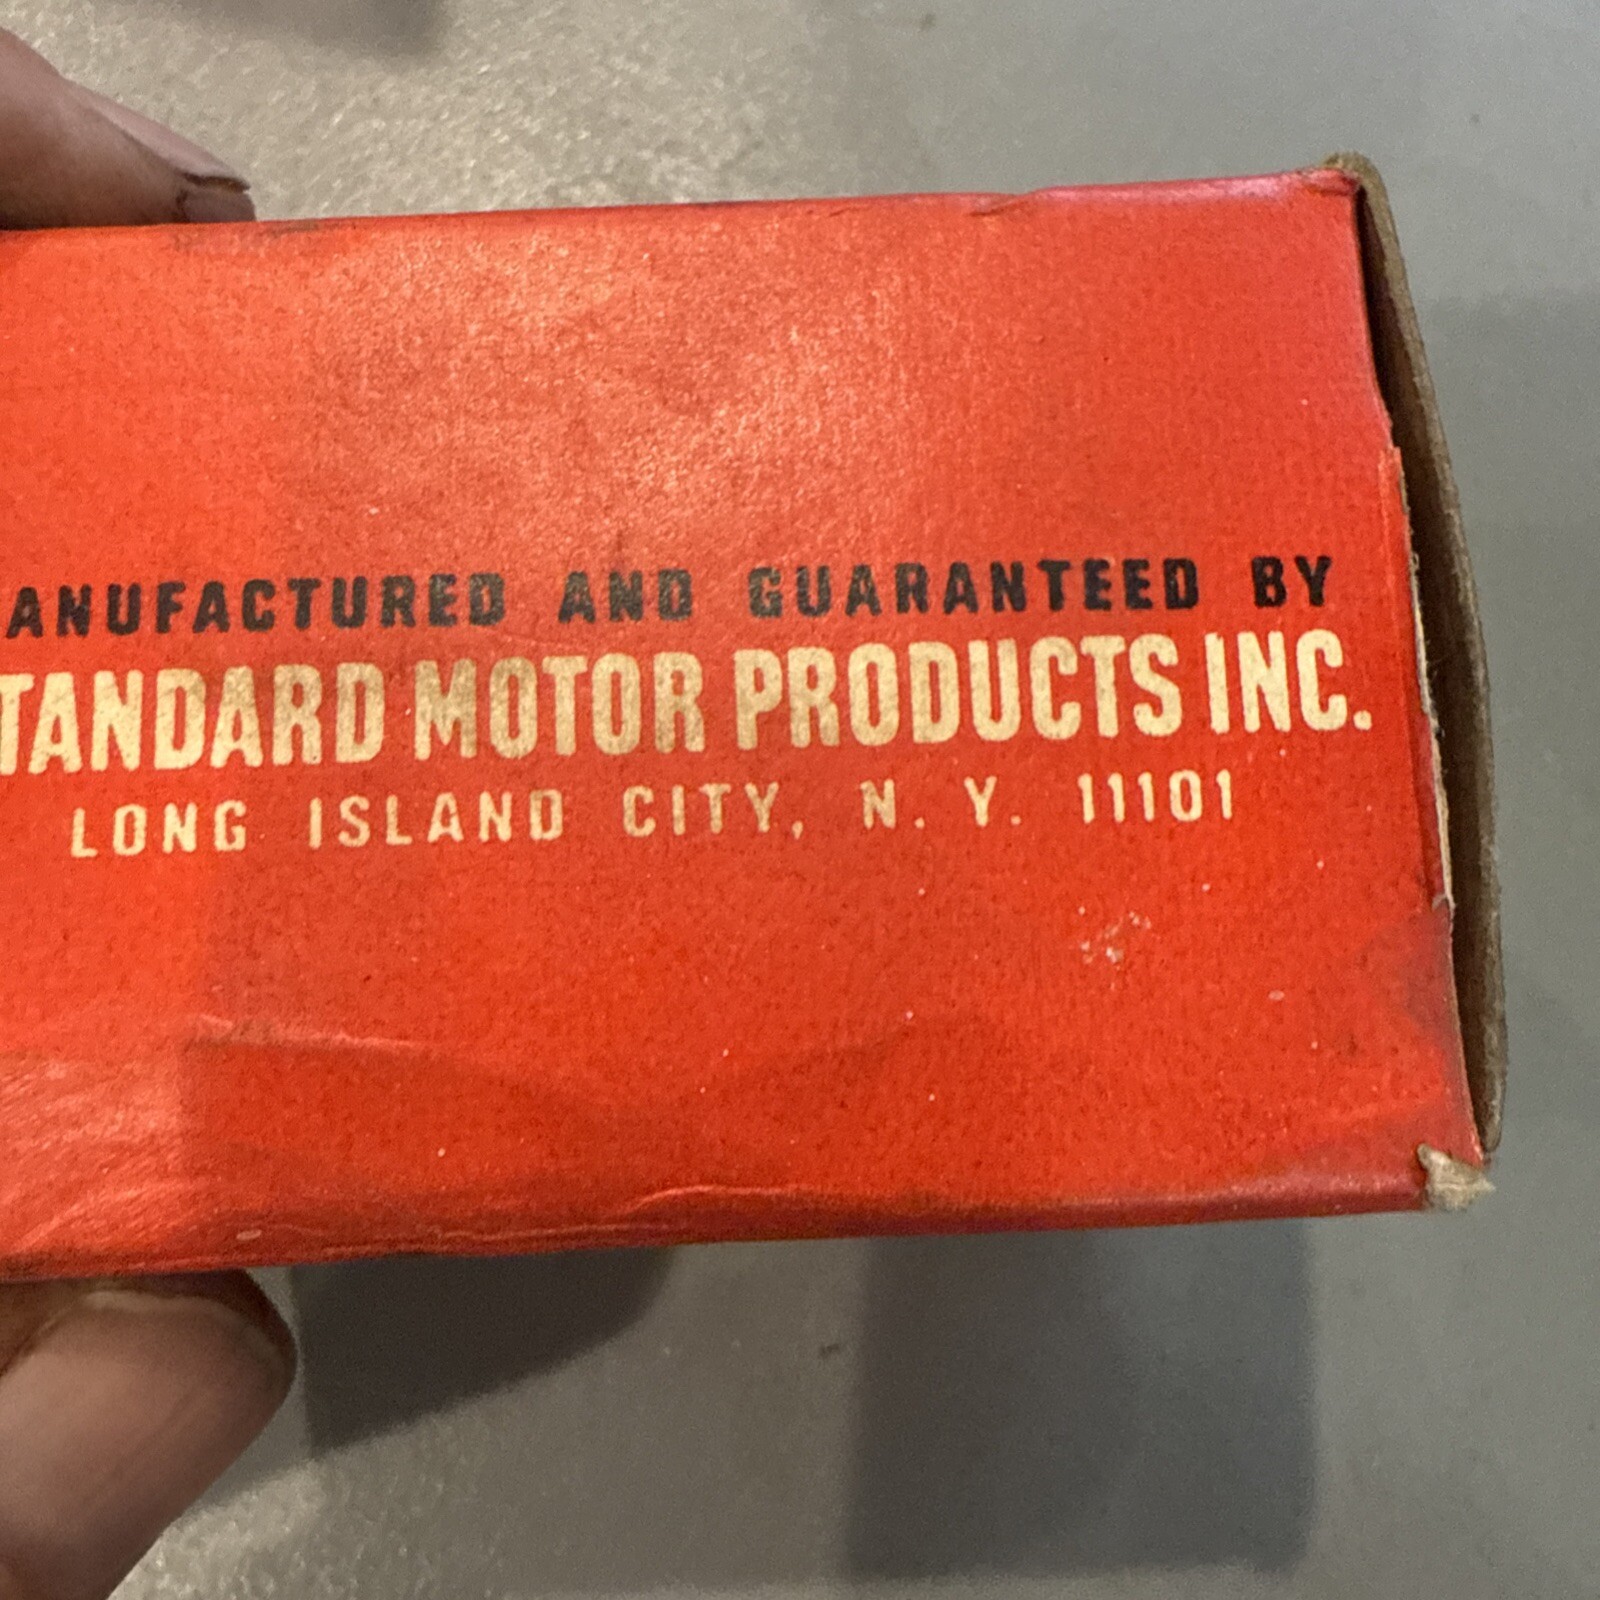 ANUFACTURED AND GUARANTEED BY
TANDARD MOTOR PRODUCTS INC.
LONG ISLAND CITY, N.Y. 11101